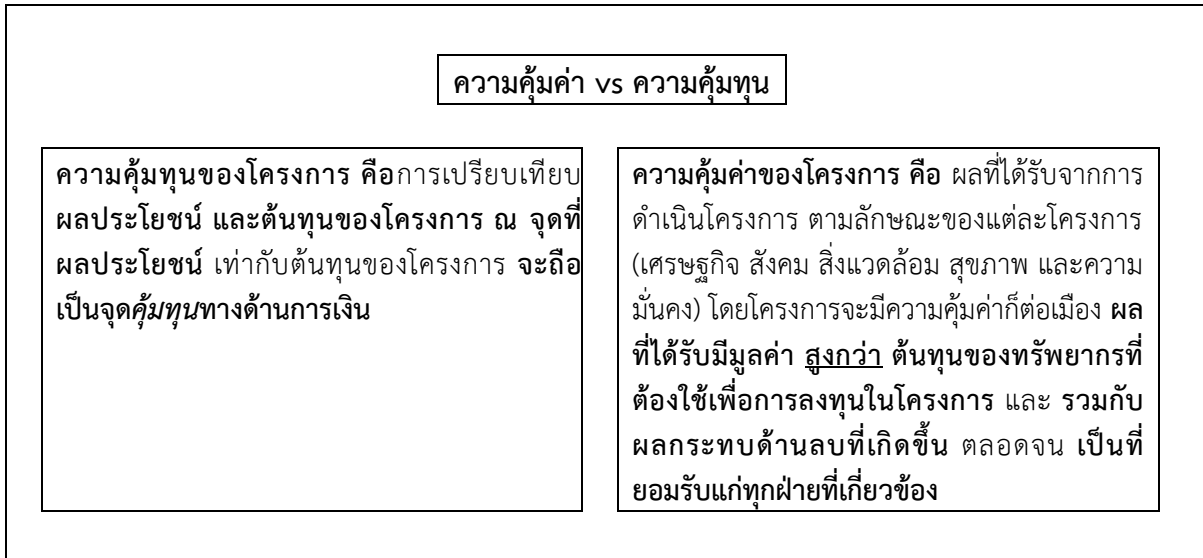 ความคุ้มค่า vs ความคุ้มทุน
ความคุ้มทุนของโครงการ คือการเปรียบเทียบ
ผลประโยชน์ และต้นทุนของโครงการ ณ จุดที่
ผลประโยชน์ เท่ากับต้นทุนของโครงการ จะถือ
เป็นจุดคุ้มทุนทางด้านการเงิน
ความคุ้มค่าของโครงการ คือ ผลที่ได้รับจากการ
ดำเนินโครงการ ตามลักษณะของแต่ละโครงการ
(เศรษฐกิจ สังคม สิ่งแวดล้อม สุขภาพ และความ
มั่นคง) โดยโครงการจะมีความคุ้มค่าก็ต่อเมือง ผล
ที่ได้รับมีมูลค่า สูงกว่า ต้นทุนของทรัพยากรที่
ต้องใช้เพื่อการลงทุนในโครงการ และ รวมกับ
ผลกระทบด้านลบที่เกิดขึ้น ตลอดจน เป็นที่
ยอมรับแก่ทุกฝ่ายที่เกี่ยวข้อง